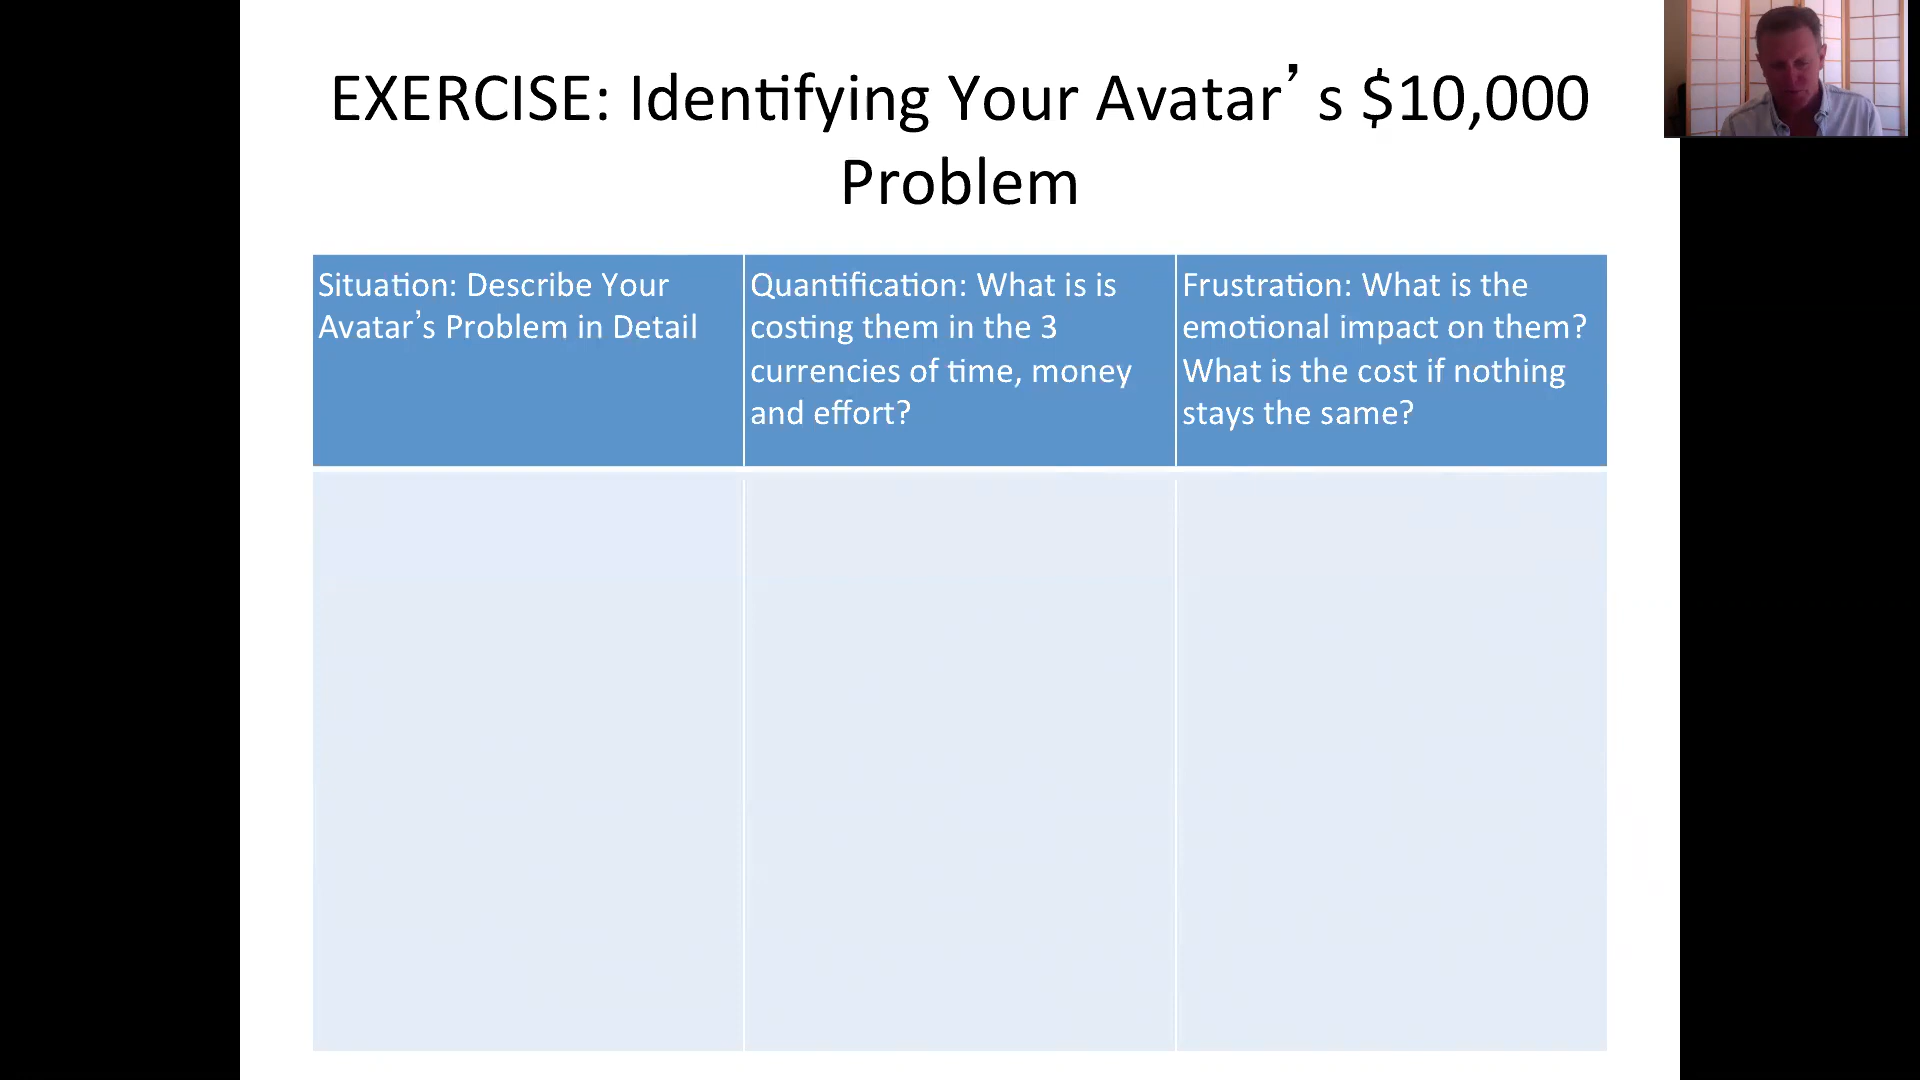 EXERCISE: Identifying Your Avatar’s $10,000
Problem
Situation: Describe Your
Avatar’s Problem in Detail
Quantification: What is is
costing them in the 3
currencies of time, money
and effort?
Frustration: What is the
emotional impact on them?
What is the cost if nothing
stays the same?